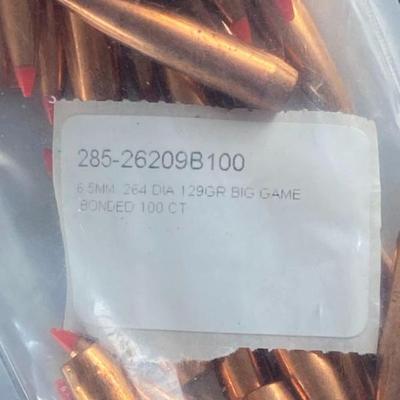 285-26209B100
6.5MM .264 DIA 129GR BIG GAME
BONDED 100 CT